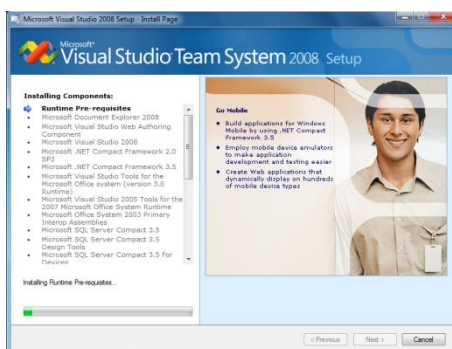 Microsoft Visual Studio 2008 Setup - Install Page
Microsoft®
Visual Studio Team System 2008 Setup
Installing Components:
Runtime Pre-requisites
Microsoft Document Explorer 2008
Microsoft Visual Studio Web Authoring
Component
Microsoft Visual Studio 2008
Microsoft .NET Compact Framework 2.0
SP2
Microsoft .NET Compact Framework 3.5
Microsoft Visual Studio Tools for the
Microsoft Office system (version 3.0
Runtime)
Microsoft Visual Studio 2005 Tools for the
2007 Microsoft Office System Runtime
Microsoft Office System 2003 Primary
Interop Assemblies
Microsoft SQL Server Compact 3.5
Microsoft SQL Server Compact 3.5
Design Tools
Microsoft SQL Server Compact 3.5 For
Devices
Installing Runtime Pre-requisites...
Go Mobile
Build applications for Windows
Mobile by using .NET Compact
Framework 3.5
Employ mobile device emulators
to make application
development and testing easier
Create Web applications that
dynamically display on hundreds
of mobile device types
< Previous
Next >
Cancel